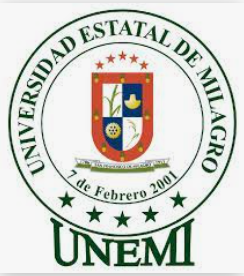 UNIVERSIDAD ESTATAL DE MILAGRO
7 de Febrero 2001
UNEMI